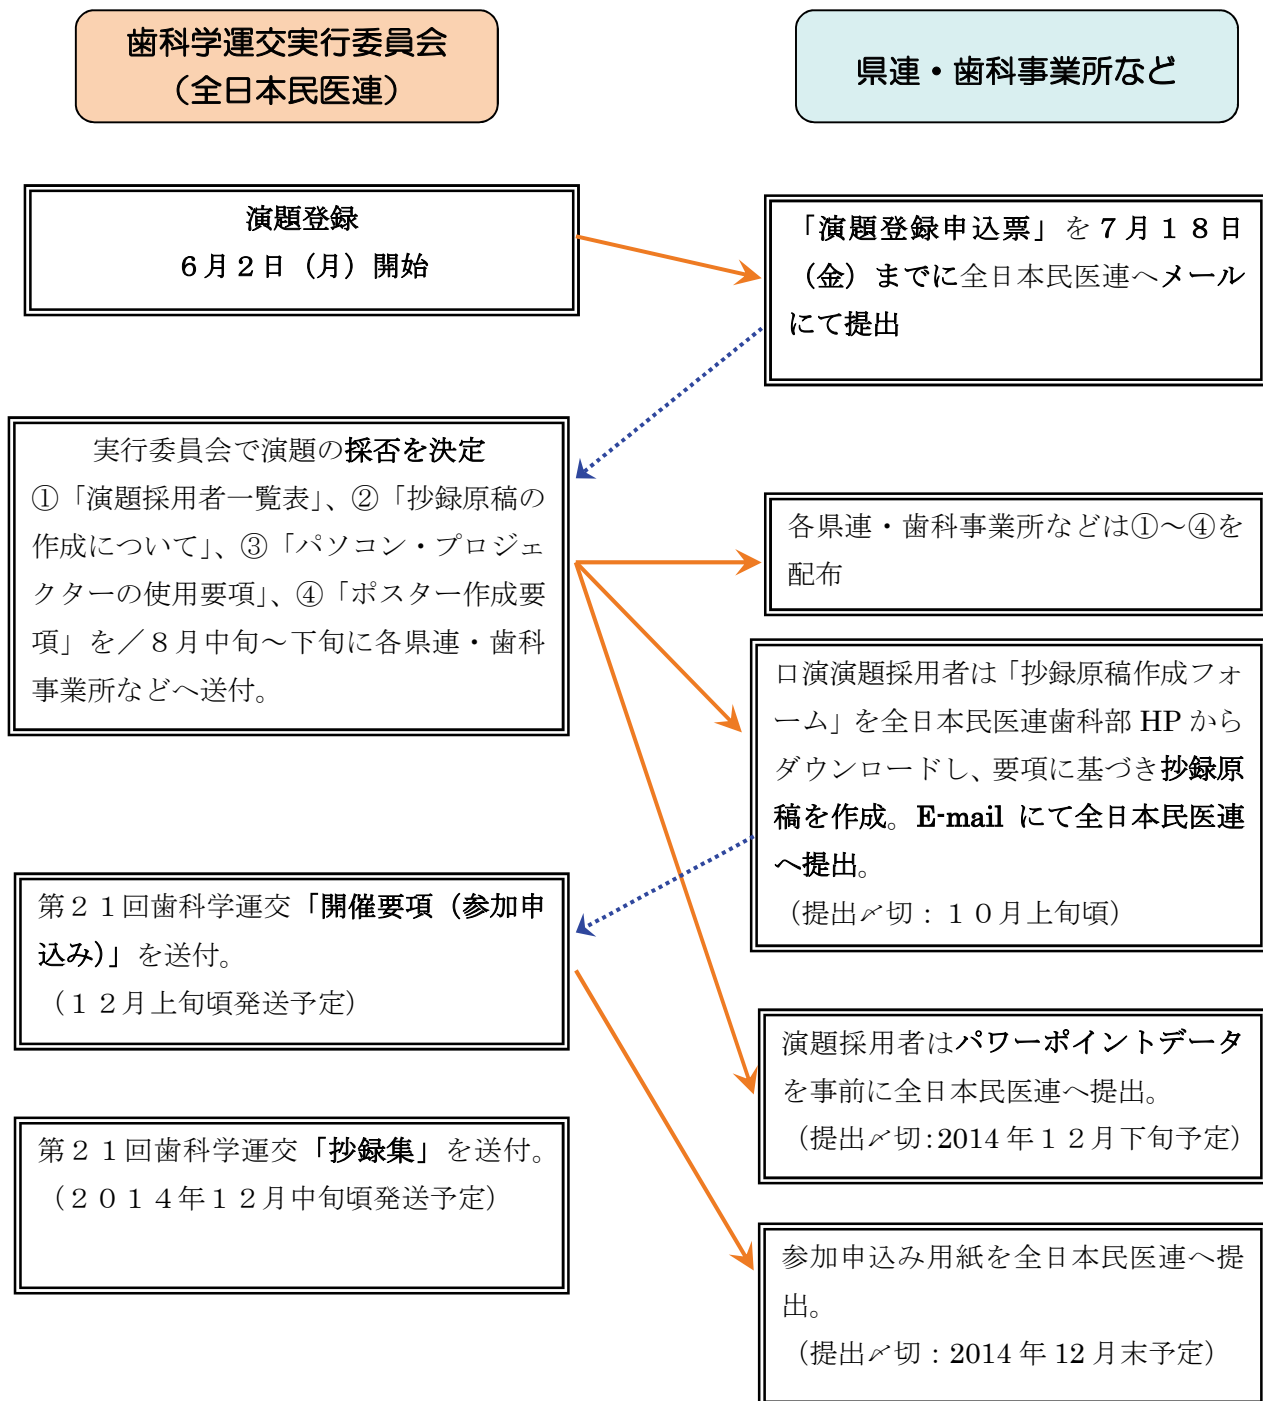 歯科学運交実行委員会
（全日本民医連）
県連・歯科事業所など
演題登録
６月２日（月）開始
「演題登録申込票」を７月１８日
（金）までに全日本民医連へメール
にて提出
実行委員会で演題の採否を決定
①「演題採用者一覧表」、②「抄録原稿の
作成について」、③「パソコン・プロジェ
クターの使用要項」、④「ポスター作成要
項」を／８月中旬～下旬に各県連・歯科
事業所などへ送付。
各県連・歯科事業所などは①～④を
配布
口演演題採用者は「抄録原稿作成フォ
ーム」を全日本民医連歯科部 HP から
ダウンロードし、要項に基づき抄録原
稿を作成。E-mail にて全日本民医連
へ提出。
（提出〆切：１０月上旬頃）
第２１回歯科学運交「開催要項（参加申
込み）」を送付。
（１２月上旬頃発送予定）
演題採用者はパワーポイントデータ
を事前に全日本民医連へ提出。
（提出〆切：2014 年１２月下旬予定）
第２１回歯科学運交「抄録集」を送付。
（２０１４年１２月中旬頃発送予定）
参加申込み用紙を全日本民医連へ提
出。
（提出〆切：2014 年 12 月末予定）